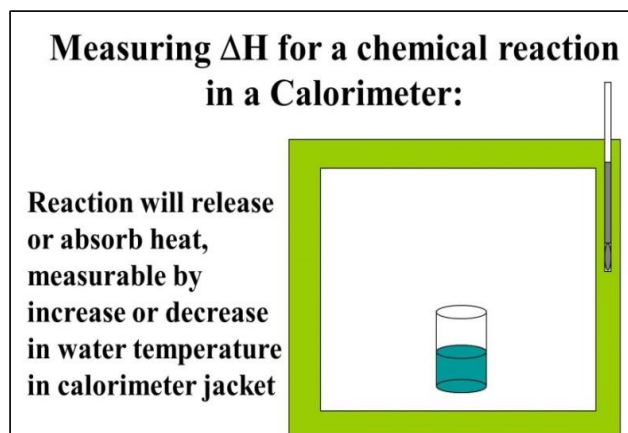 Measuring ΔH for a chemical reaction
in a Calorimeter:
Reaction will release
or absorb heat,
measurable by
increase or decrease
in water temperature
in calorimeter jacket